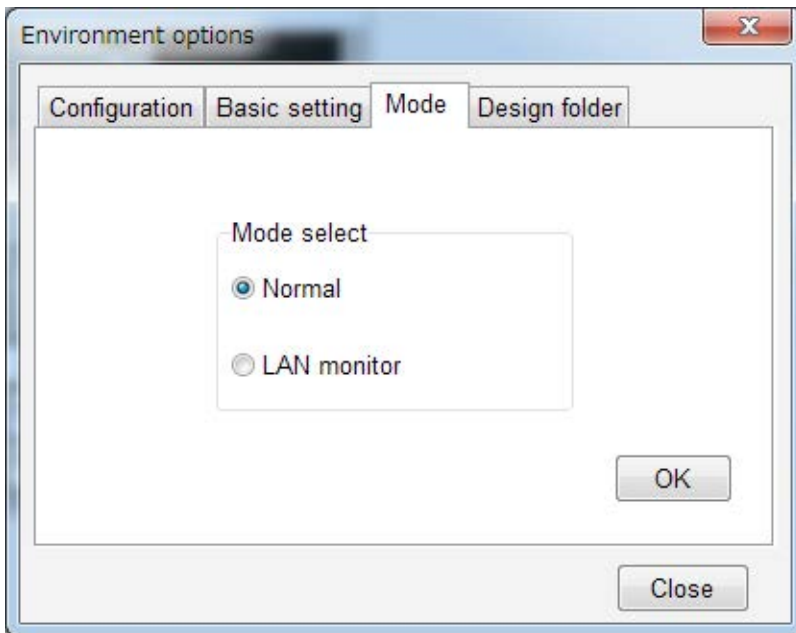 Environment options
Configuration Basic setting Mode Design folder
Mode select
Normal
LAN monitor
OK
Close